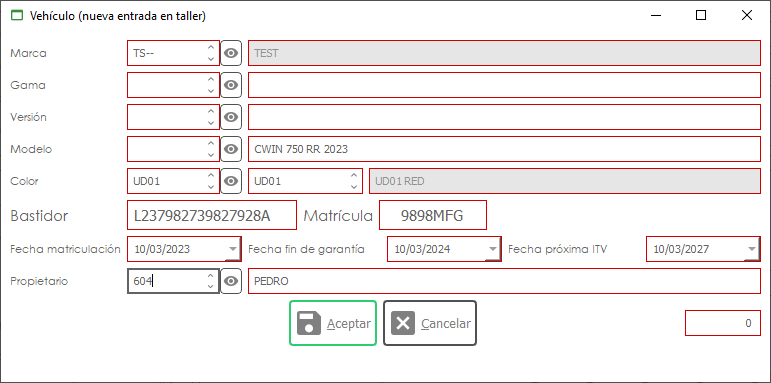 Vehículo (nueva entrada en taller)
Marca TS-- TEST
Gama
Versión
Modelo CWIN 750 RR 2023
Color UD01 UD01 UD01 RED
Bastidor L237982739827928A Matrícula 9898MFG
Fecha matriculación 10/03/2023 Fecha fin de garantía 10/03/2024 Fecha próxima ITV 10/03/2027
Propietario 604 PEDRO
Aceptar Cancelar 0